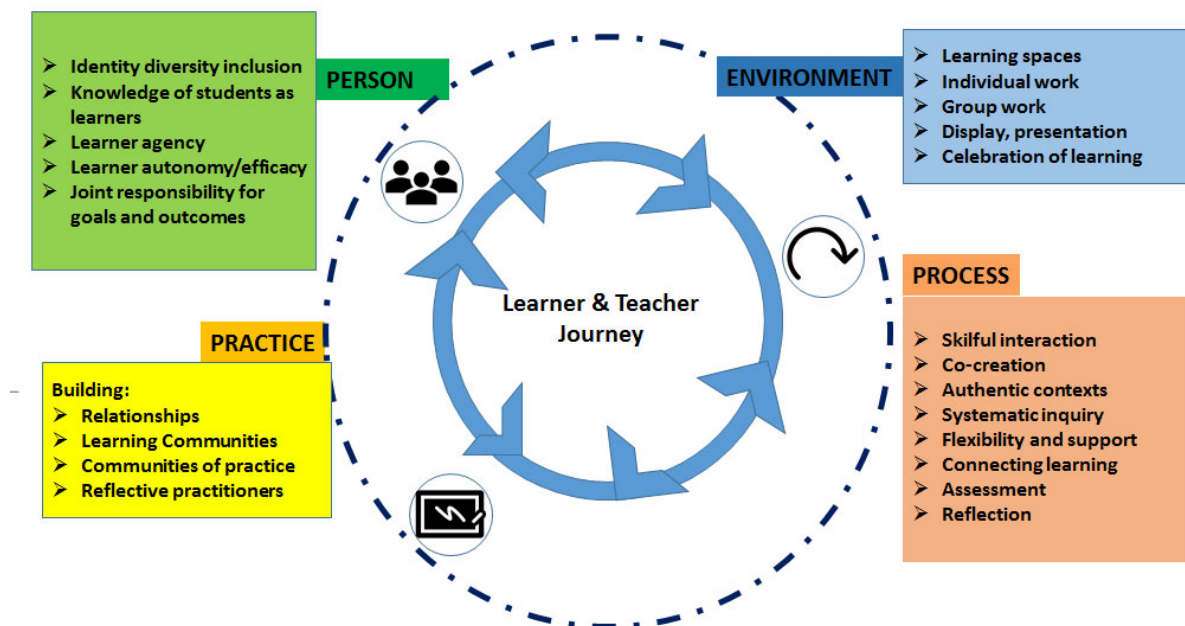 PERSON
➢ Identity diversity inclusion
➢ Knowledge of students as
learners
➢ Learner agency
➢ Learner autonomy/efficacy
➢ Joint responsibility for
goals and outcomes
ENVIRONMENT
➢ Learning spaces
➢ Individual work
➢ Group work
➢ Display, presentation
➢ Celebration of learning
Learner & Teacher
Journey
PRACTICE
Building:
➢ Relationships
➢ Learning Communities
➢ Communities of practice
➢ Reflective practitioners
PROCESS
➢ Skilful interaction
➢ Co-creation
➢ Authentic contexts
➢ Systematic inquiry
➢ Flexibility and support
➢ Connecting learning
➢ Assessment
➢ Reflection